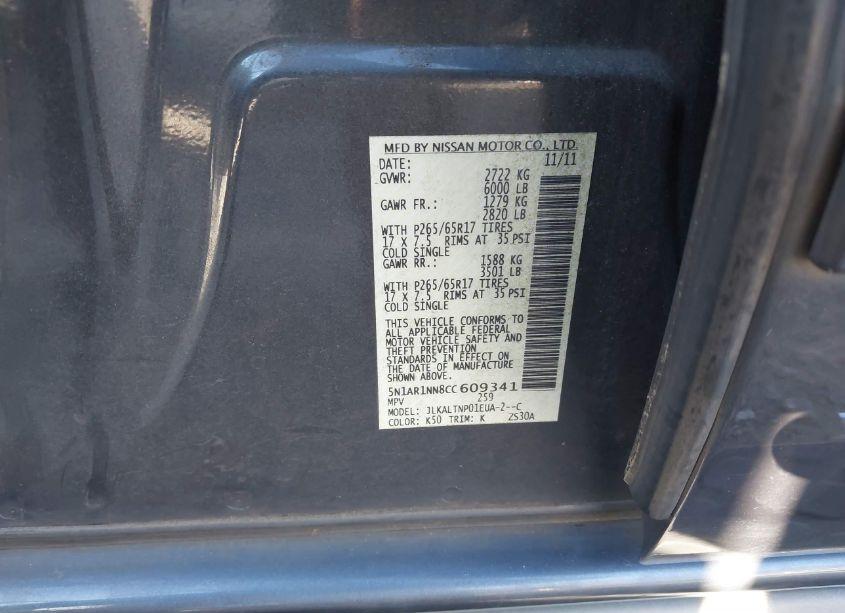 MFD BY NISSAN MOTOR CO., LTD.
DATE: 11/11
GVWR: 2722 KG
6000 LB
GAWR FR.: 1279 KG
2820 LB
WITH P265/65R17 TIRES
17 X 7.5 RIMS AT 35 PSI
COLD SINGLE
GAWR RR.: 1588 KG
3501 LB
WITH P265/65R17 TIRES
17 X 7.5 RIMS AT 35 PSI
COLD SINGLE
THIS VEHICLE CONFORMS TO
ALL APPLICABLE FEDERAL
MOTOR VEHICLE SAFETY AND
THEFT PREVENTION
STANDARDS IN EFFECT ON
THE DATE OF MANUFACTURE
SHOWN ABOVE.
5N1AR1NN8CC609341
MPV 259
MODEL: JLKALTNPO1EUA-2--C
COLOR: K50 TRIM: K ZS30A